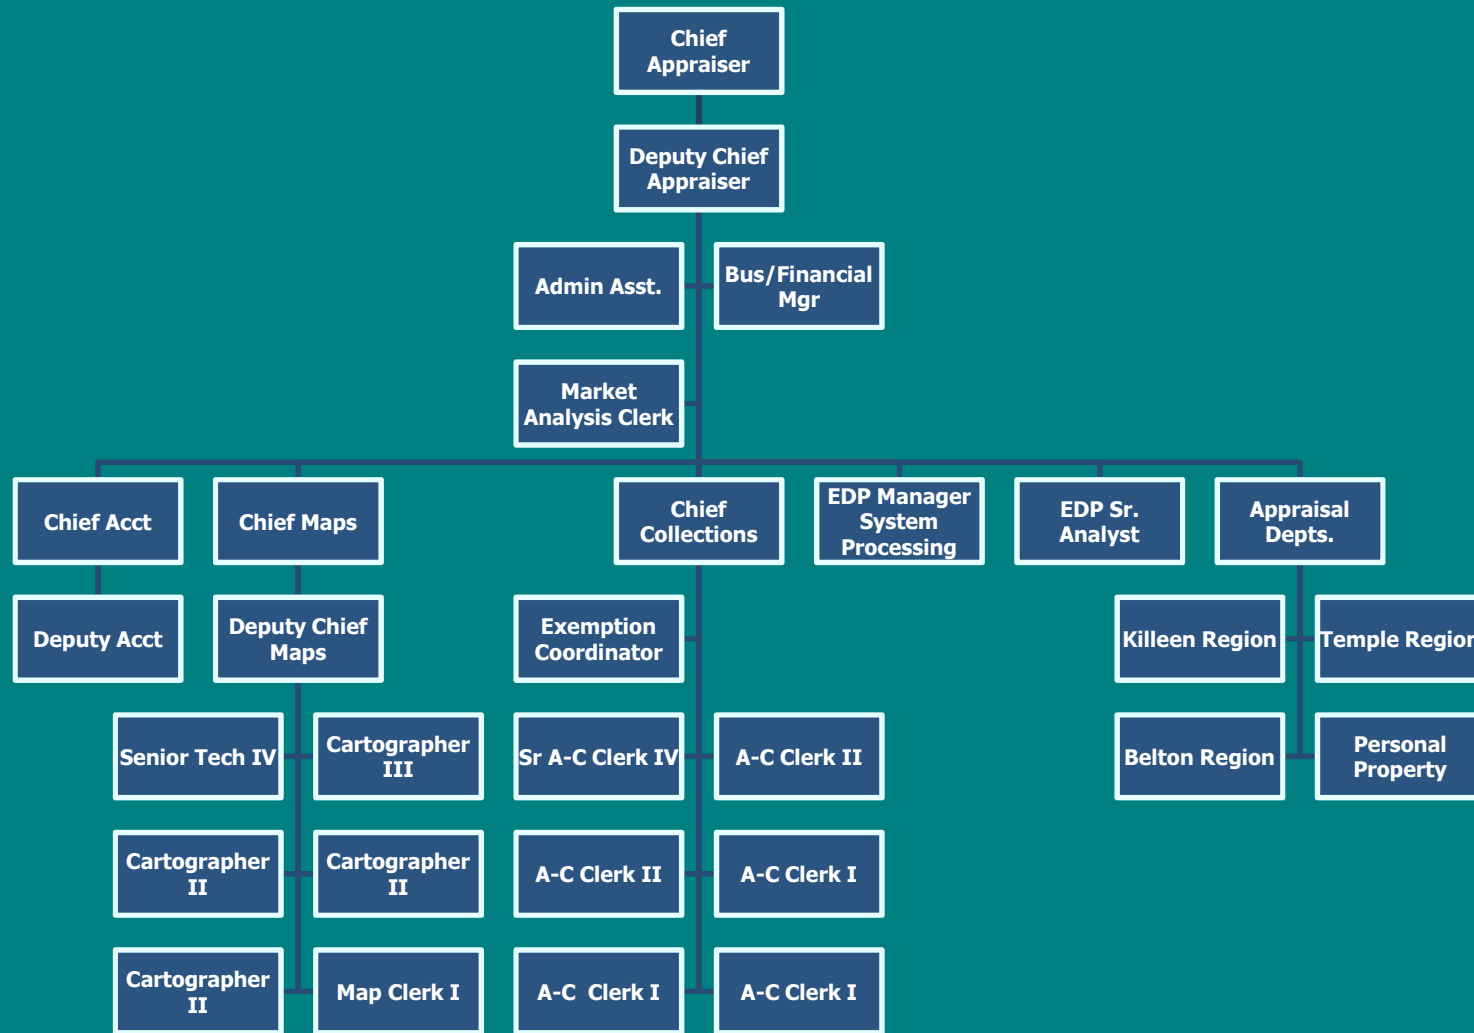 Chief
Appraiser
Deputy Chief
Appraiser
Admin Asst.
Bus/Financial
Mgr
Market
Analysis Clerk
Chief Acct
Chief Maps
Chief
Collections
EDP Manager
System
Processing
EDP Sr.
Analyst
Appraisal
Depts.
Deputy Acct
Deputy Chief
Maps
Exemption
Coordinator
Killeen Region
Temple Region
Senior Tech IV
Cartographer
III
Sr A-C Clerk IV
A-C Clerk II
Belton Region
Personal
Property
Cartographer
II
Cartographer
II
A-C Clerk II
A-C Clerk I
Cartographer
II
Map Clerk I
A-C  Clerk I
A-C Clerk I